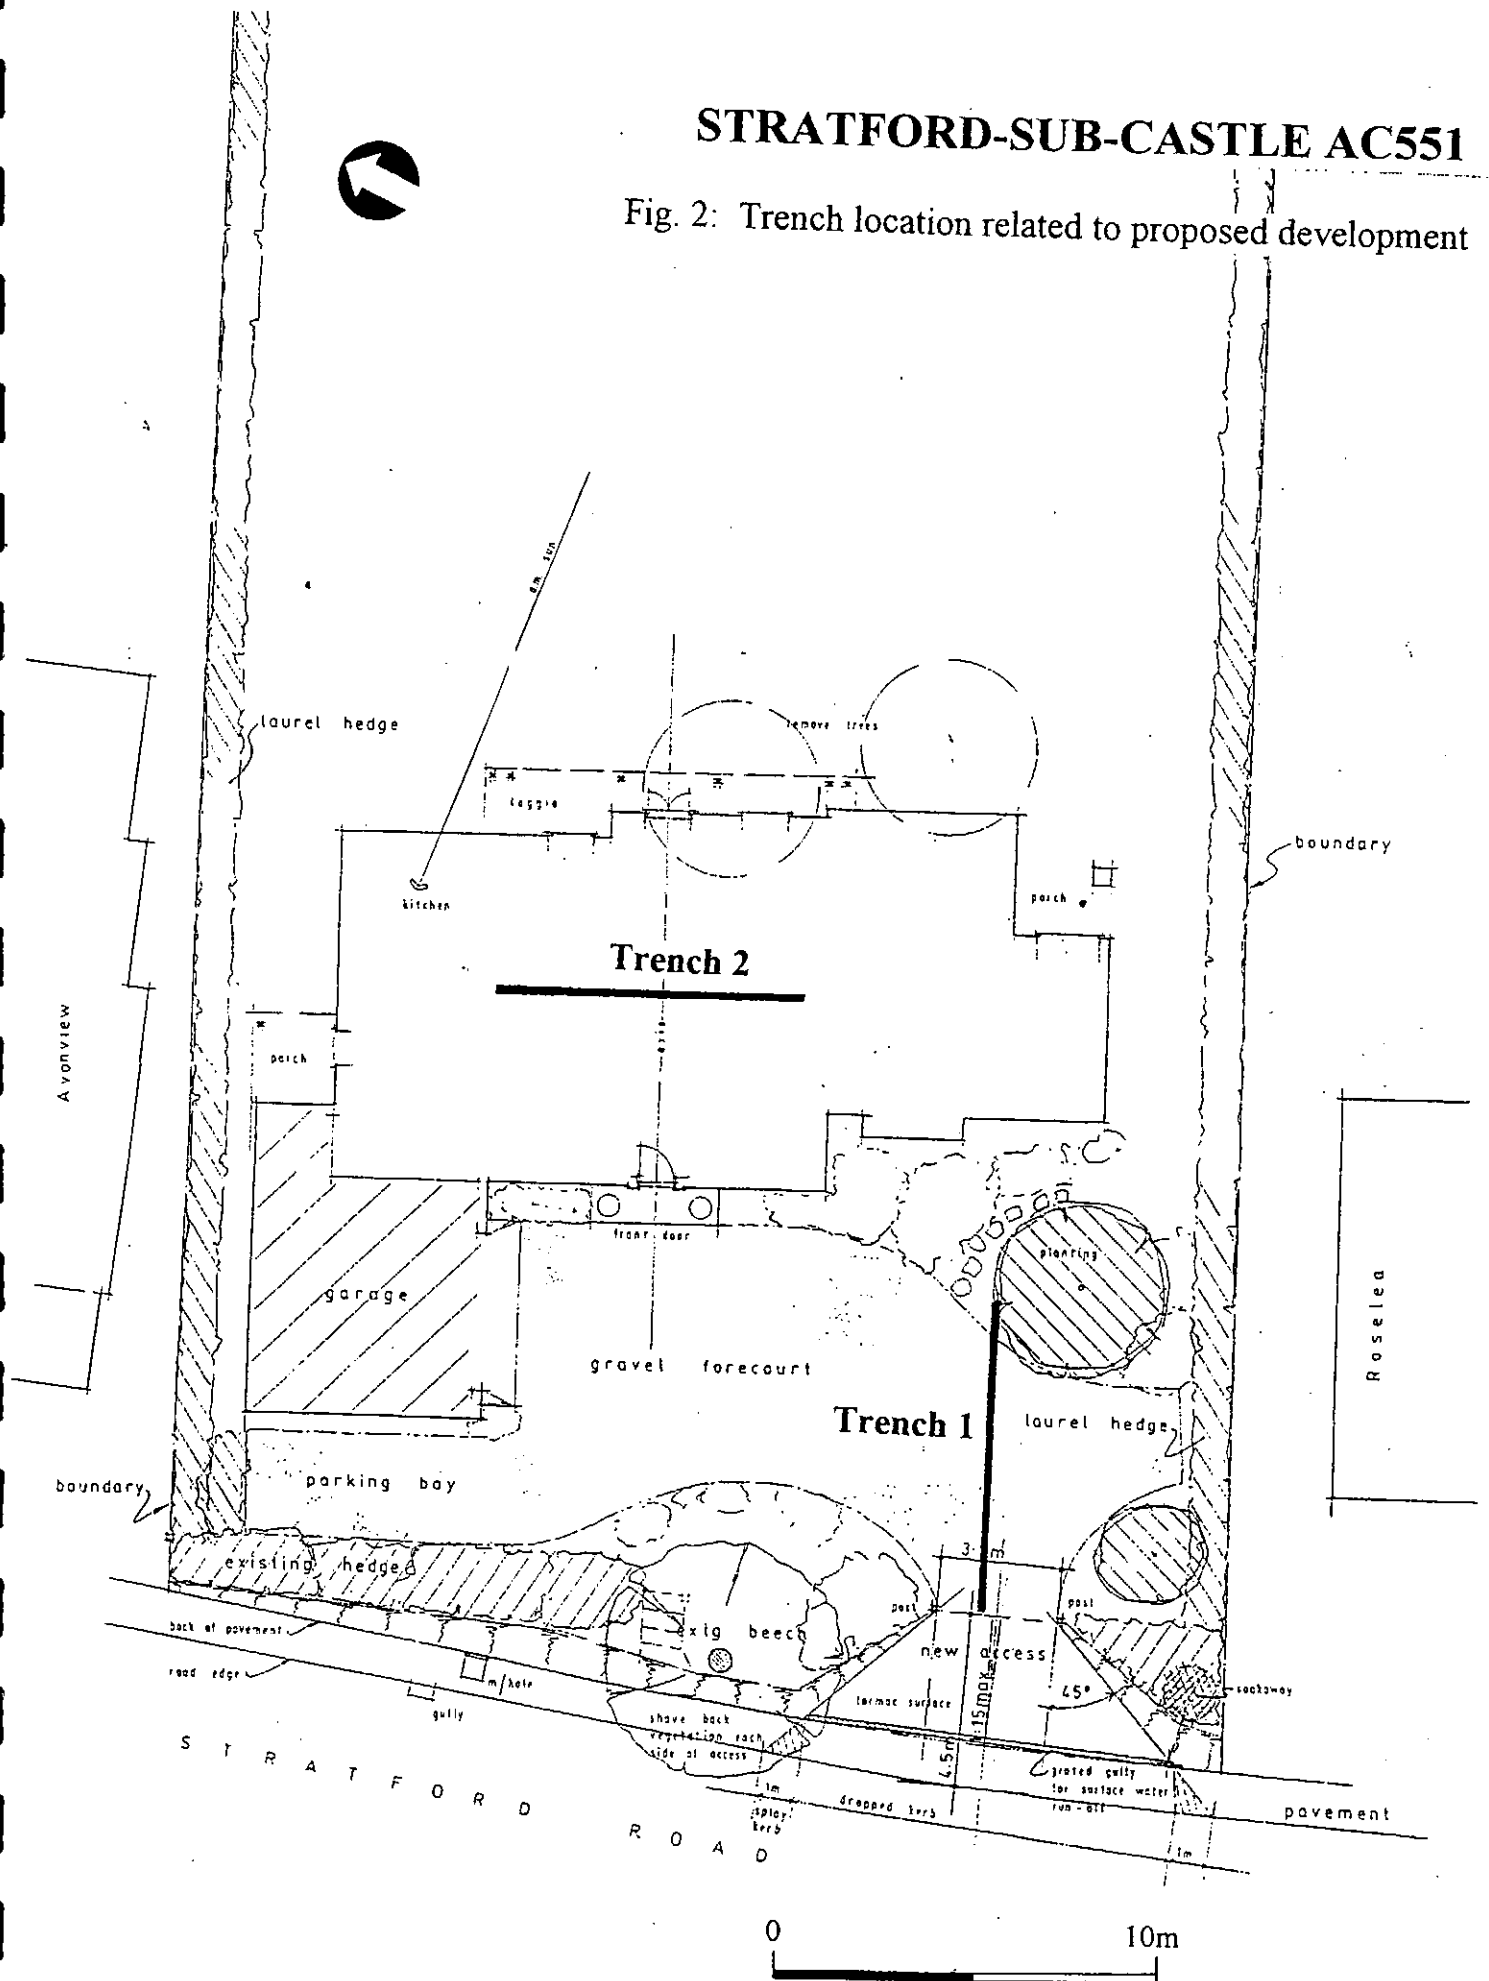 STRATFORD-SUB-CASTLE AC551
Fig. 2: Trench location related to proposed development
a.m. sun
laurel hedge
remove trees
loggia
boundary
kitchen
porch
Trench 2
Avonview
porch
front door
planting
garage
Roselea
gravel forecourt
Trench 1
laurel hedge
parking bay
boundary
existing hedge
post
post
back of pavement
beech
new access
road edge
m/hole
tarmac surface
45°
soakaway
gully
shave back
vegetation each
side of access
4.5m
grated gully
for surface water
run-off
STRATFORD ROAD
1m
splay
kerb
dropped kerb
pavement
1m
0 10m